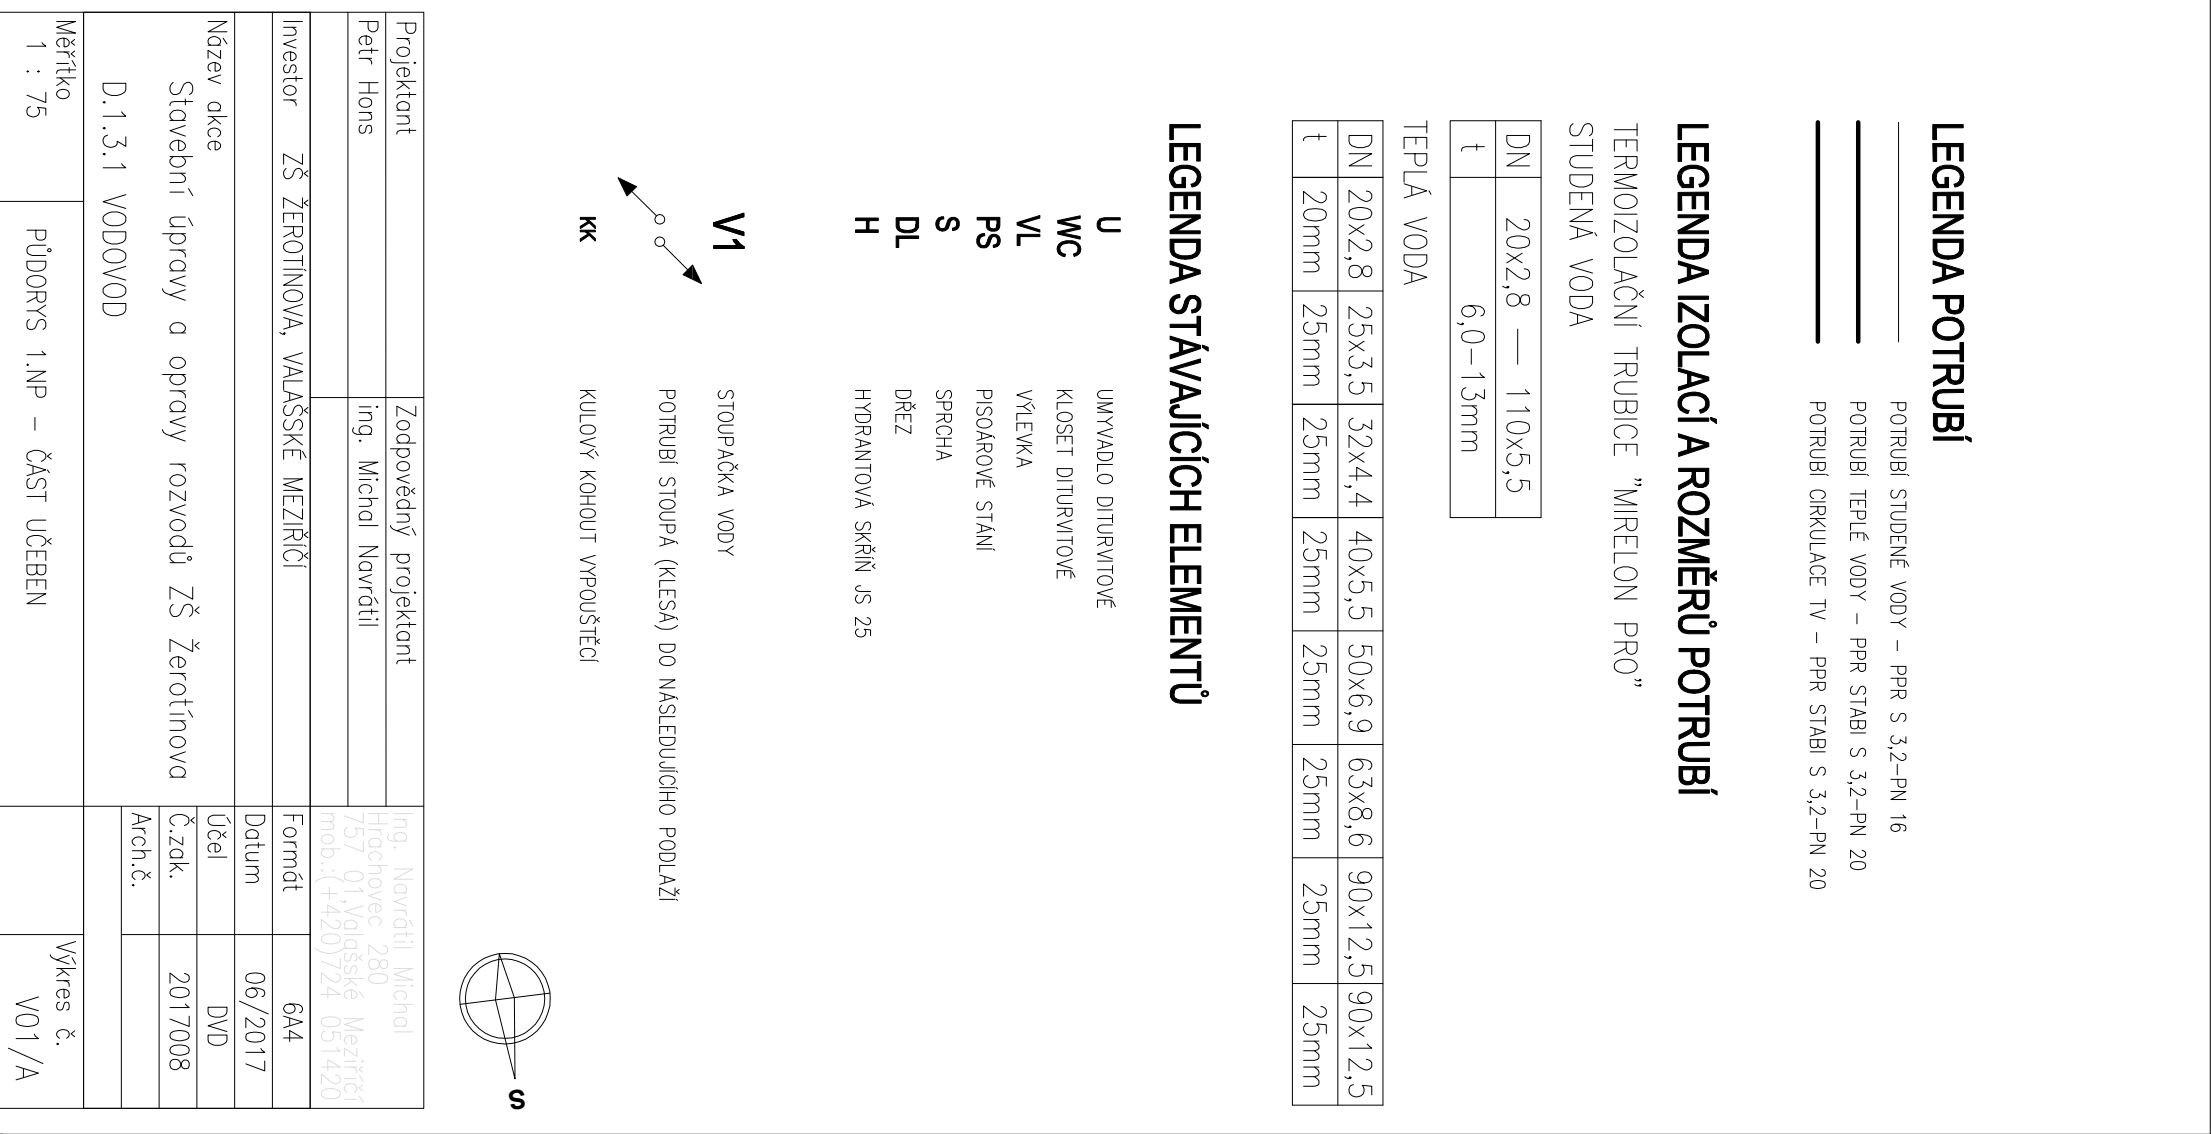 LEGENDA POTRUBÍ
POTRUBÍ STUDENÉ VODY – PPR S 3,2–PN 16
POTRUBÍ TEPLÉ VODY – PPR STABI S 3,2–PN 20
POTRUBÍ CIRKULACE TV – PPR STABI S 3,2–PN 20
LEGENDA IZOLACÍ A ROZMĚRŮ POTRUBÍ
TERMOIZOLAČNÍ TRUBICE "MIRELON PRO"
STUDENÁ VODA
DN 20x2,8 — 110x5,5
t 6,0–13mm
TEPLÁ VODA
DN 20x2,8 25x3,5 32x4,4 40x5,5 50x6,9 63x8,6 90x12,5 90x12,5
t 20mm 25mm 25mm 25mm 25mm 25mm 25mm 25mm
LEGENDA STÁVAJÍCÍCH ELEMENTŮ
U UMYVADLO DITURVITOVÉ
WC KLOSET DITURVITOVÉ
VL VÝLEVKA
PS PISOÁROVÉ STÁNÍ
S SPRCHA
DL DŘEZ
H HYDRANTOVÁ SKŘÍŇ JS 25
V1 STOUPAČKA VODY
POTRUBÍ STOUPÁ (KLESÁ) DO NÁSLEDUJÍCÍHO PODLAŽÍ
KK KULOVÝ KOHOUT VYPOUŠTĚCÍ
S
Projektant Zodpovědný projektant
Petr Hons ing. Michal Navrátil
Ing. Navrátil Michal
Hrachovec 280
757 01,Valašské Meziříčí
mob.:(+420)724 051420
Investor ZŠ ŽEROTÍNOVA, VALAŠSKÉ MEZIŘÍČÍ
Formát 6A4
Datum 06/2017
Název akce
Účel DVD
Stavební úpravy a opravy rozvodů ZŠ Žerotínova
Č.zak. 2017008
Arch.č.
D.1.3.1 VODOVOD
Měřítko
1 : 75
PŮDORYS 1.NP – ČÁST UČEBEN
Výkres č.
V01/A